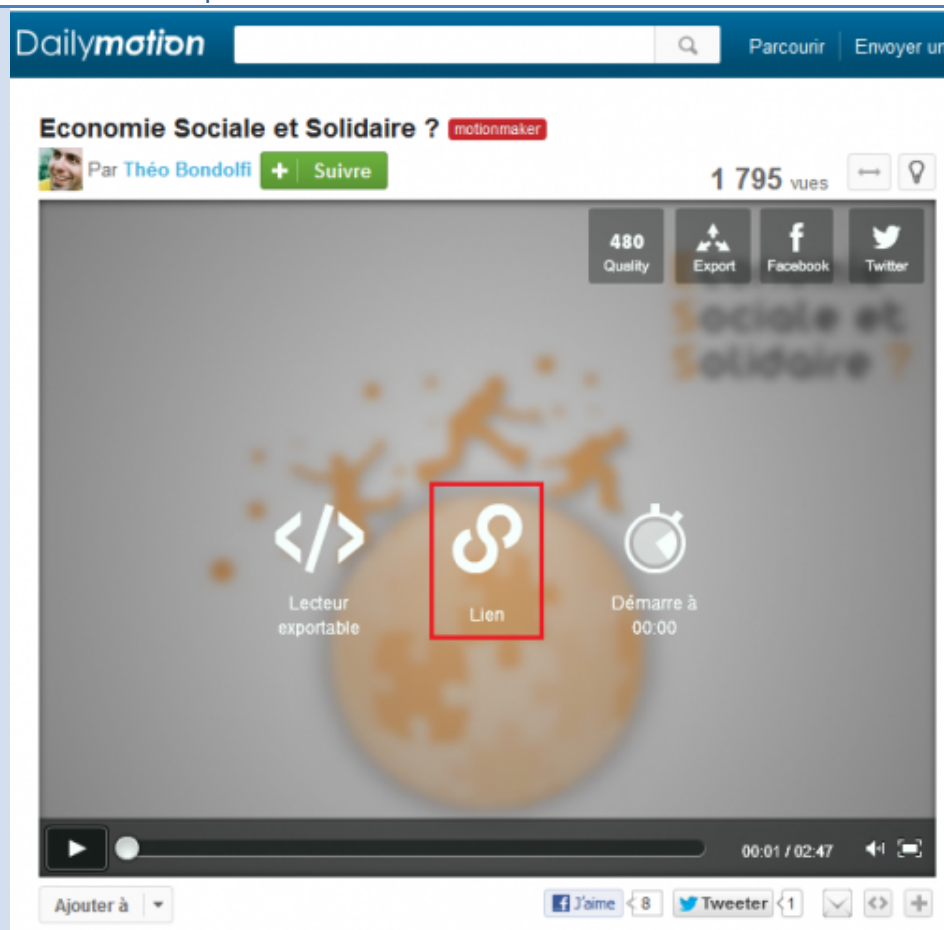 Dailymotion
Parcourir
Envoyer un
Economie Sociale et Solidaire ? motionmaker
Par Théo Bondolfi + Suivre
1 795 vues
480 Quality
Export
Facebook
Twitter
Sociale et
Solidaire ?
Lecteur
exportable
Lien
Démarre à
00:00
00:01 / 02:47
Ajouter à
J'aime 8
Tweeter 1